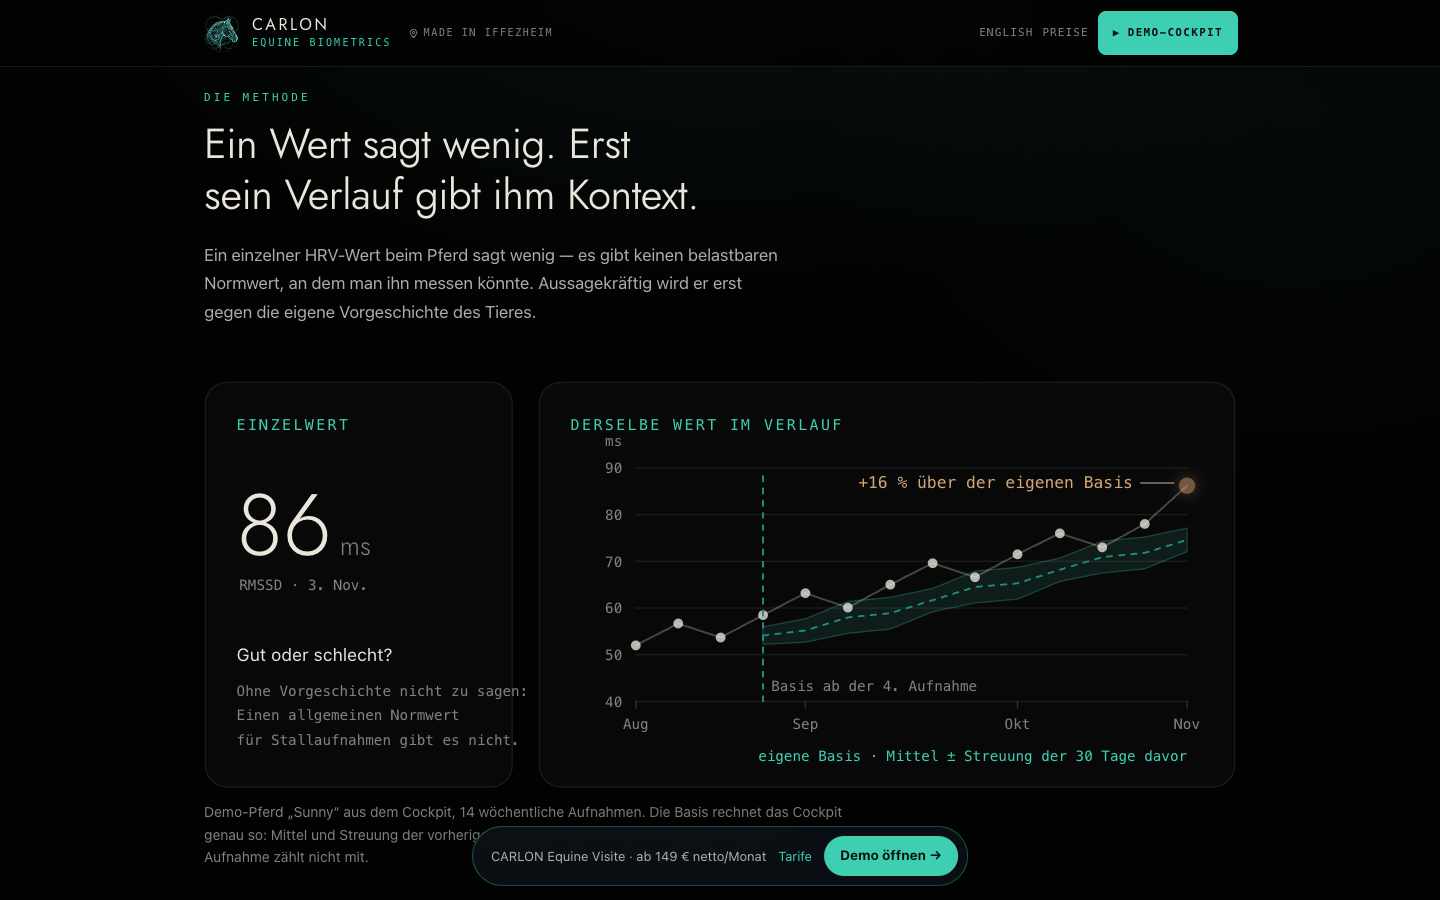 CARLON
EQUINE BIOMETRICS
MADE IN IFFEZHEIM
ENGLISH PREISE
▶ DEMO-COCKPIT
DIE METHODE
Ein Wert sagt wenig. Erst
sein Verlauf gibt ihm Kontext.
Ein einzelner HRV-Wert beim Pferd sagt wenig — es gibt keinen belastbaren
Normwert, an dem man ihn messen könnte. Aussagekräftig wird er erst
gegen die eigene Vorgeschichte des Tieres.
EINZELWERT
86 ms
RMSSD · 3. Nov.
Gut oder schlecht?
Ohne Vorgeschichte nicht zu sagen:
Einen allgemeinen Normwert
für Stallaufnahmen gibt es nicht.
DERSELBE WERT IM VERLAUF
ms
90
+16 % über der eigenen Basis
80
70
60
50
Basis ab der 4. Aufnahme
40
Aug Sep Okt Nov
eigene Basis · Mittel ± Streuung der 30 Tage davor
Demo-Pferd „Sunny“ aus dem Cockpit, 14 wöchentliche Aufnahmen. Die Basis rechnet das Cockpit
genau so: Mittel und Streuung der vorherig
Aufnahme zählt nicht mit.
CARLON Equine Visite · ab 149 € netto/Monat Tarife Demo öffnen →